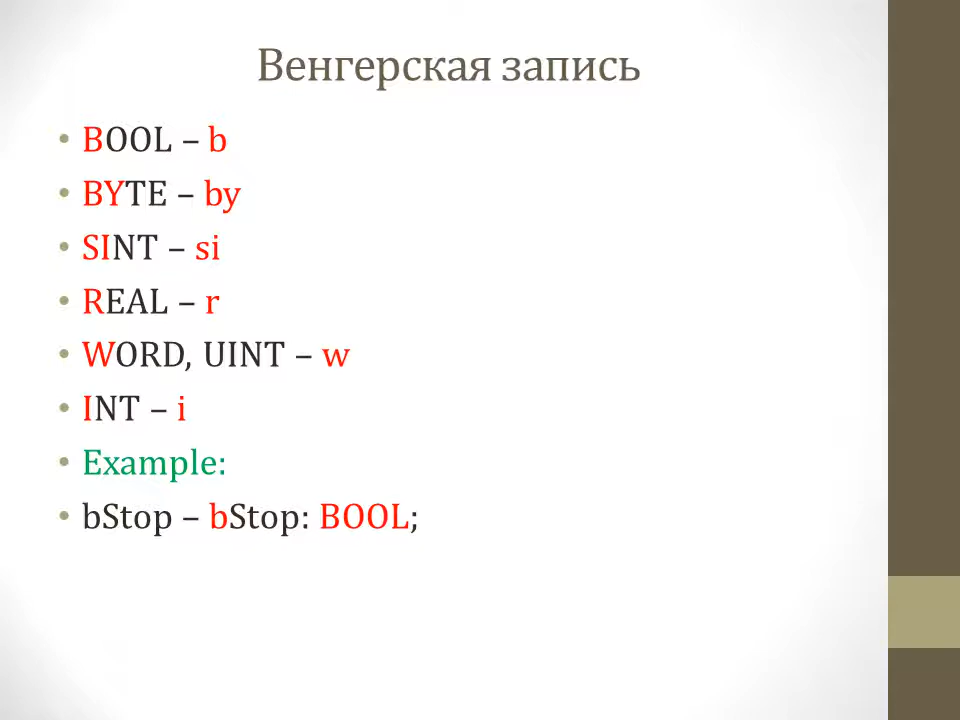 Венгерская запись
• BOOL – b
• BYTE – by
• SINT – si
• REAL – r
• WORD, UINT – w
• INT – i
• Example:
• bStop – bStop: BOOL;